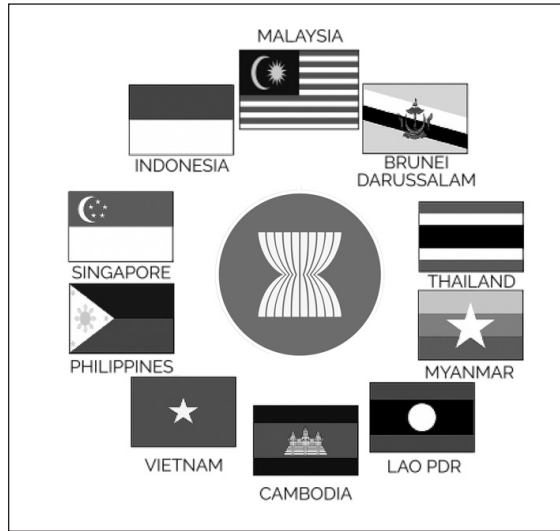 MALAYSIA
INDONESIA
BRUNEI
DARUSSALAM
SINGAPORE
THAILAND
PHILIPPINES
MYANMAR
VIETNAM
CAMBODIA
LAO PDR